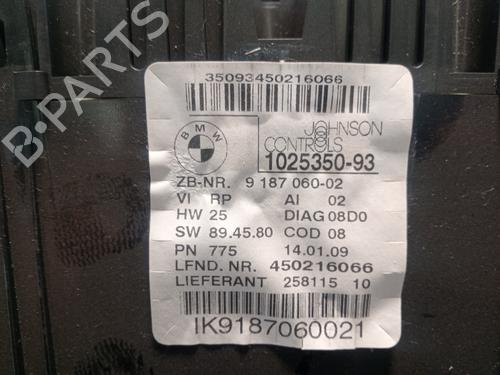 35093450216066
BMW
JOHNSON
CONTROLS
1025350-93
ZB-NR. 9 187 060-02
VI RP AI 02
HW 25 DIAG 08D0
SW 89.45.80 COD 08
PN 775 14.01.09
LFND. NR. 450216066
LIEFERANT 258115 10
IK9187060021
B-PARTS